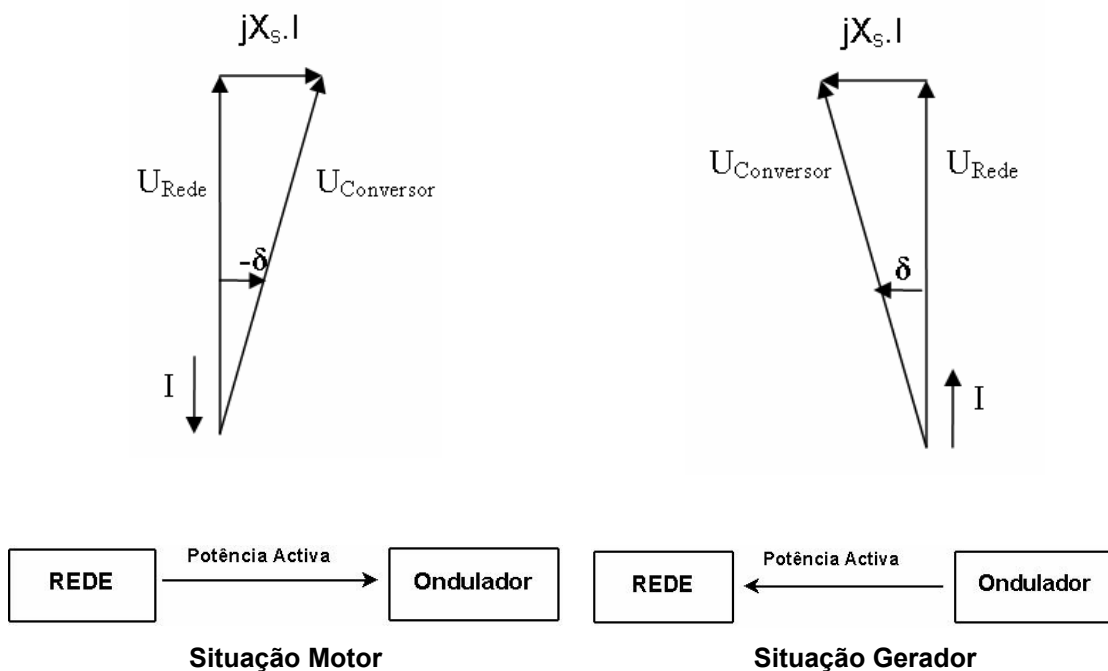 jXs.I
jXs.I
URede
UConversor
UConversor
URede
-δ
δ
I
I
Potência Activa
Potência Activa
REDE
Ondulador
REDE
Ondulador
Situação Motor
Situação Gerador